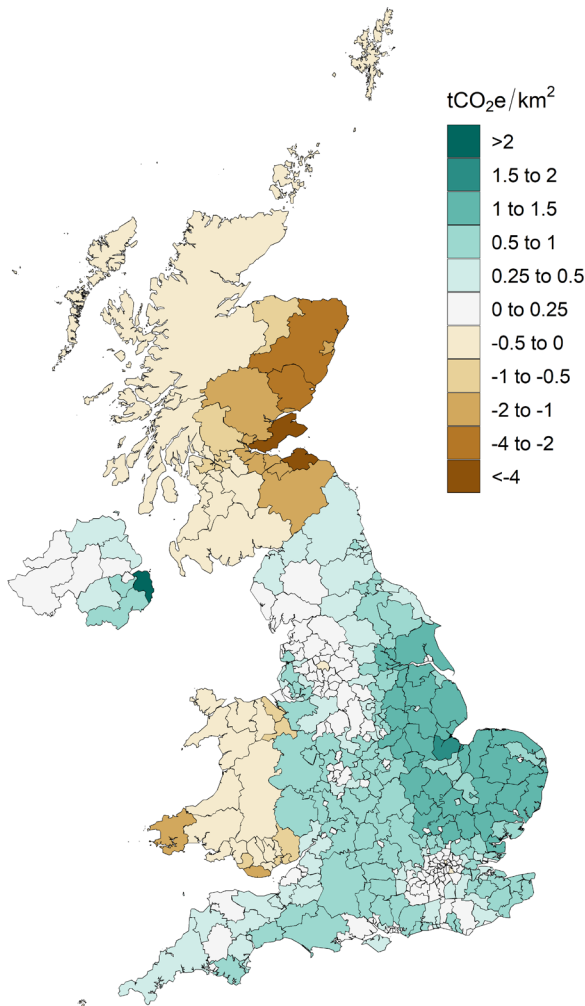 tCO₂e/km²
>2
1.5 to 2
1 to 1.5
0.5 to 1
0.25 to 0.5
0 to 0.25
-0.5 to 0
-1 to -0.5
-2 to -1
-4 to -2
<-4